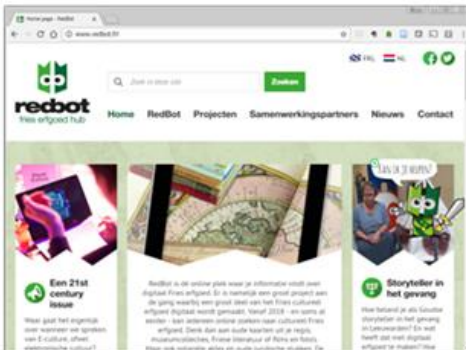 Home page - RedBot
www.redbot.frl
FRL NL
redbot
fries erfgoed hub
Zoek in deze site
Zoeken
Home RedBot Projecten Samenwerkingspartners Nieuws Contact
KAN IK JE HELPEN?
Een 21st
century
issue
Waar gaat het eigenlijk
over wanneer we spreken
van E-culture, ofwel
elektronische cultuur?
RedBot is dé online plek waar je informatie vindt over
digitaal Fries erfgoed. Er is namelijk een groot project aan
de gang waarbij een groot deel van het Fries cultureel
erfgoed digitaal wordt gemaakt. Vanaf 2018 - en soms al
eerder - kan iedereen online zoeken naar cultureel Fries
erfgoed. Denk dan aan oude kaarten uit je regio,
museumcollecties, Friese literatuur of films en foto's.
Storyteller in
het gevang
Hoe beland je als Goudse
storyteller in het gevang
in Leeuwarden? En wat
heeft dat met digitaal
erfgoed te maken? Hoe